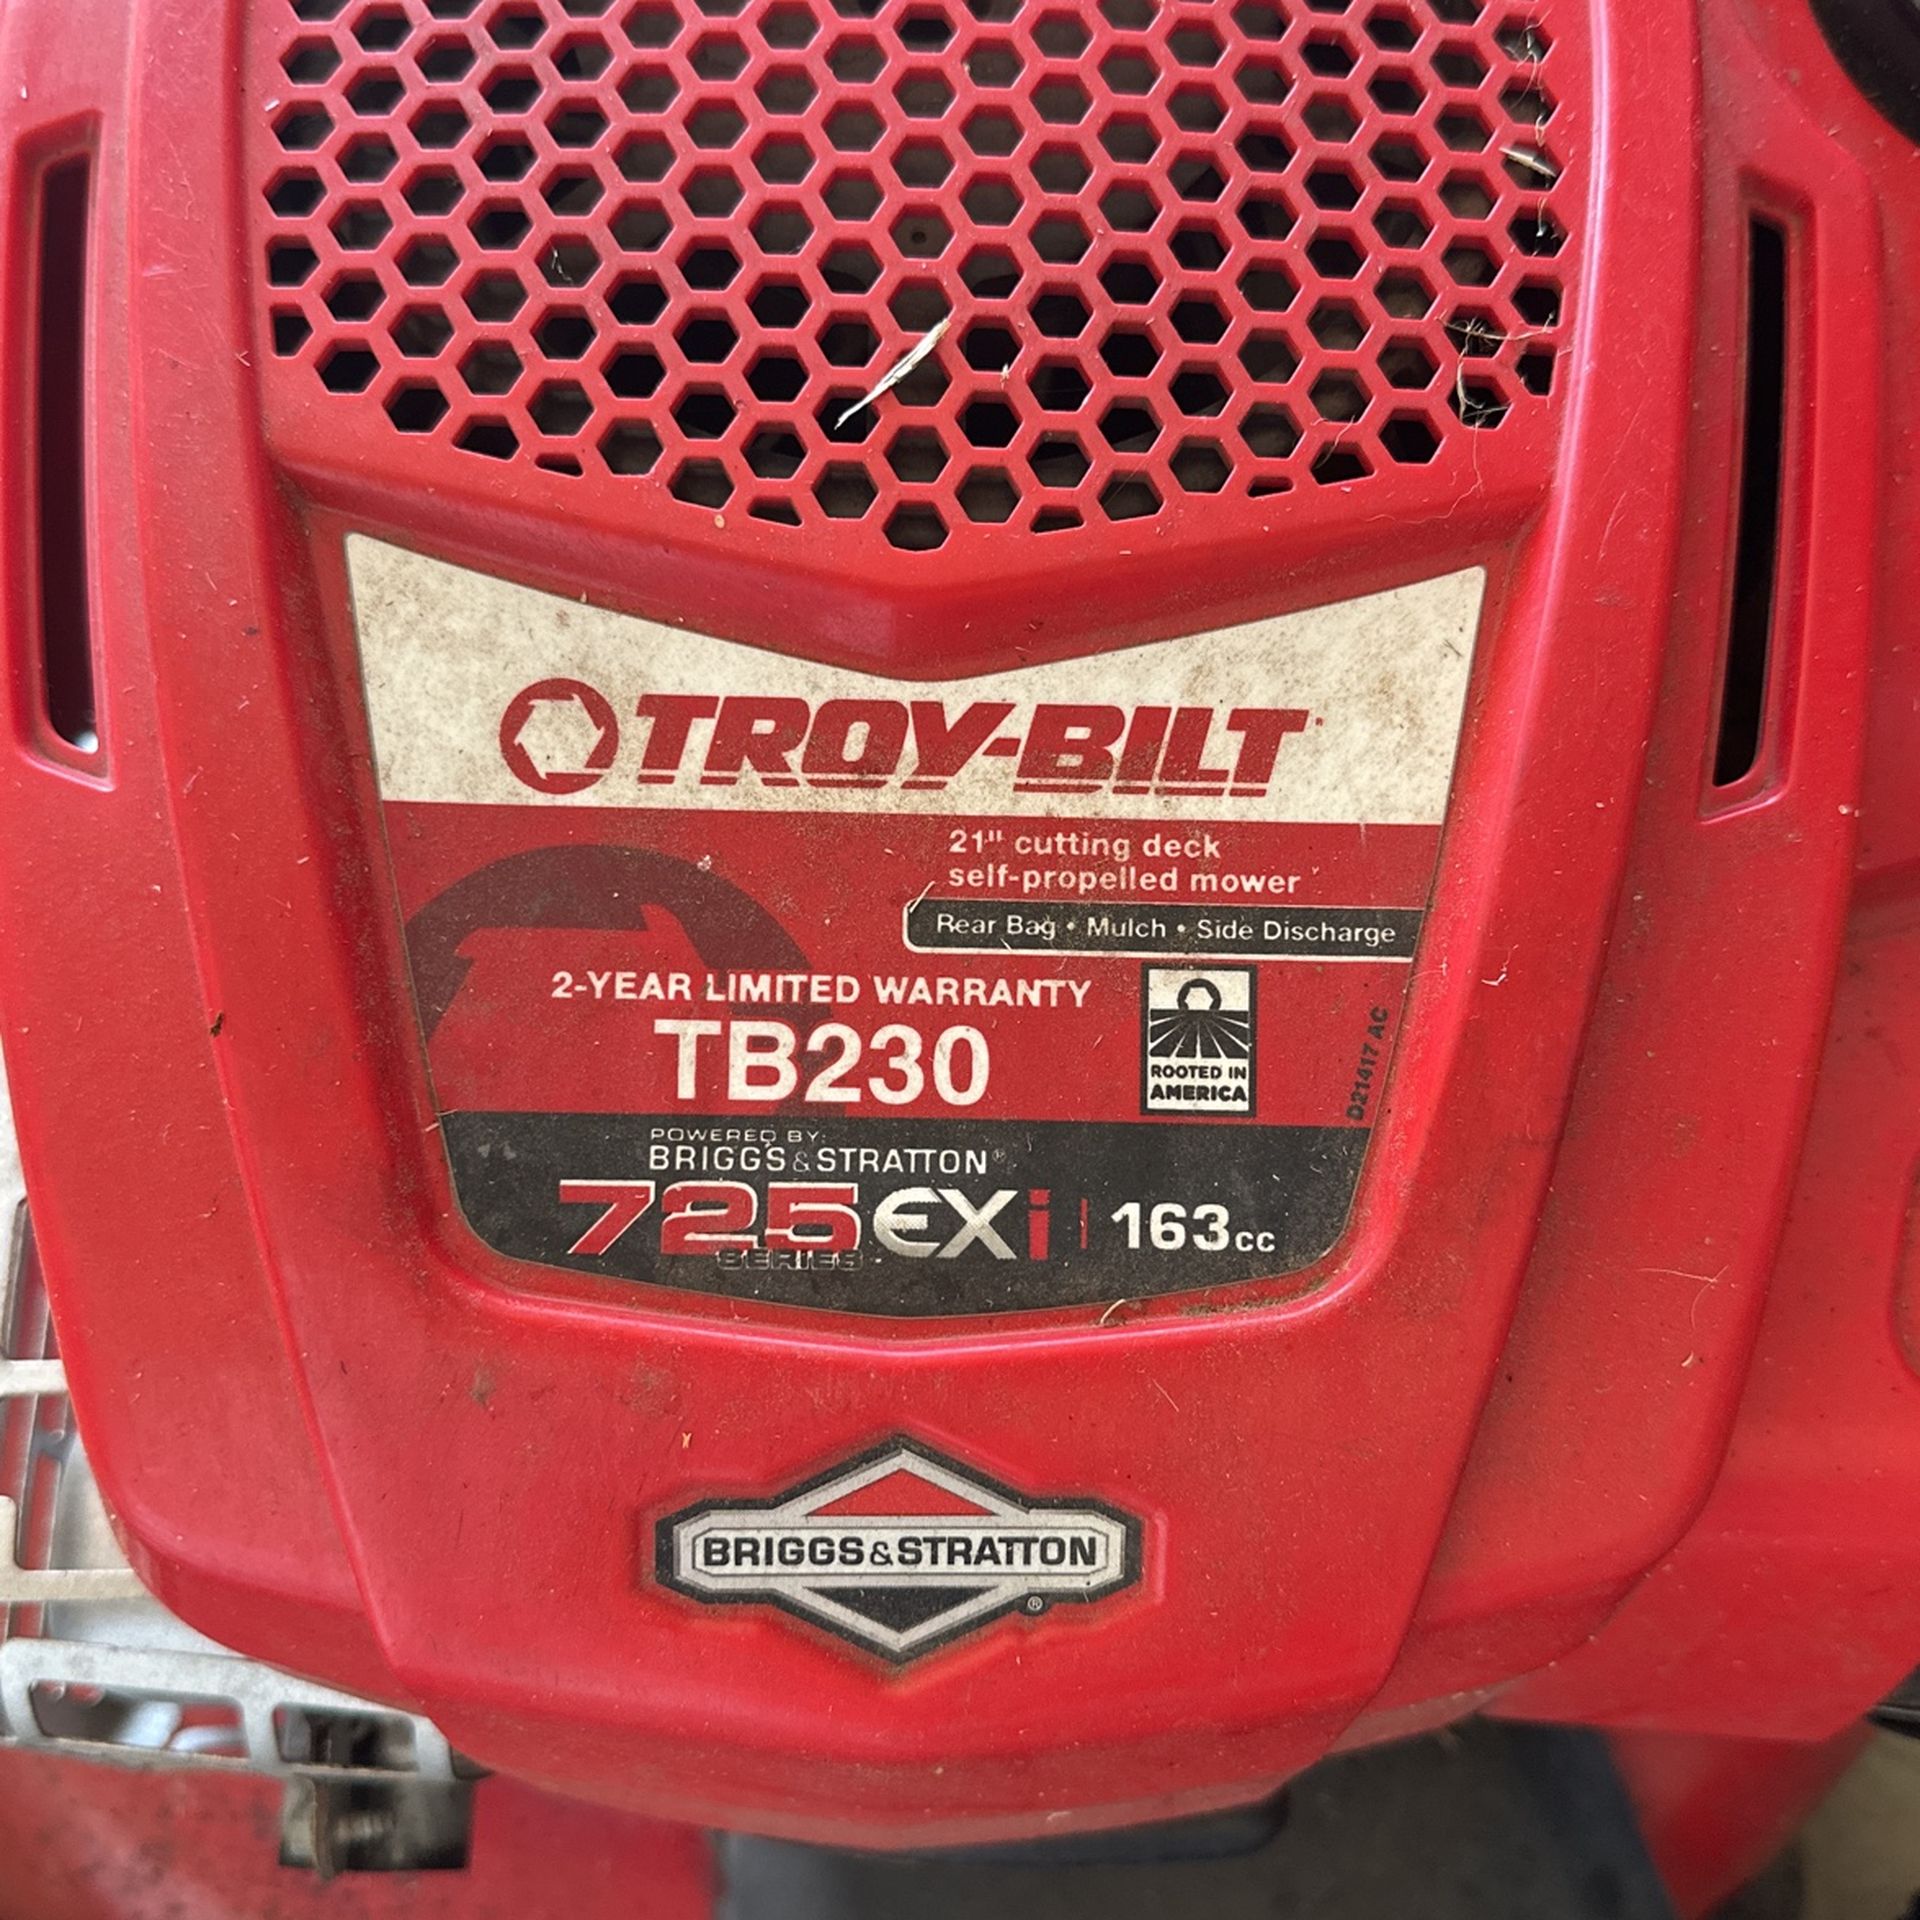 TROY-BILT
21" cutting deck
self-propelled mower
Rear Bag • Mulch • Side Discharge
2-YEAR LIMITED WARRANTY
TB230
ROOTED IN
AMERICA
D21417 AC
POWERED BY:
BRIGGS & STRATTON®
725 EXi | 163cc
SERIES
BRIGGS & STRATTON
®